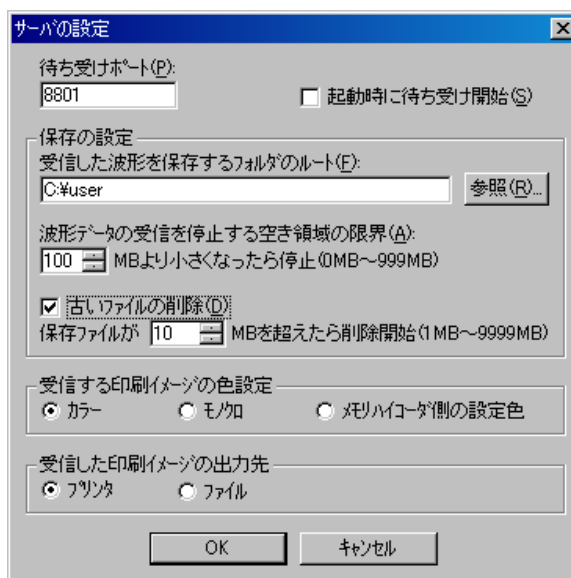 サーバの設定
待ち受けポート(P):
8801
起動時に待ち受け開始(S)
保存の設定
受信した波形を保存するフォルダのルート(F):
C:¥user
参照(R)...
波形データの受信を停止する空き領域の限界(A):
100 MBより小さくなったら停止(0MB～999MB)
古いファイルの削除(D)
保存ファイルが 10 MBを超えたら削除開始(1MB～9999MB)
受信する印刷イメージの色設定
カラー モノクロ メモリハイコーダ側の設定色
受信した印刷イメージの出力先
プリンタ ファイル
OK キャンセル